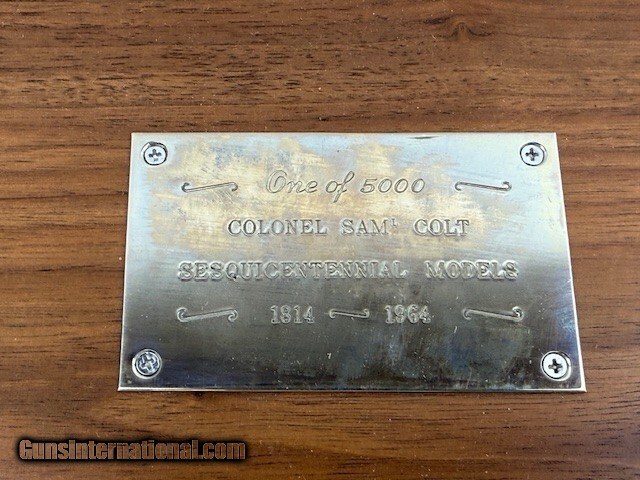 One of 5000
COLONEL SAMˡ COLT
SESQUICENTENNIAL MODELS
1814 — 1964
GunsInternational.com